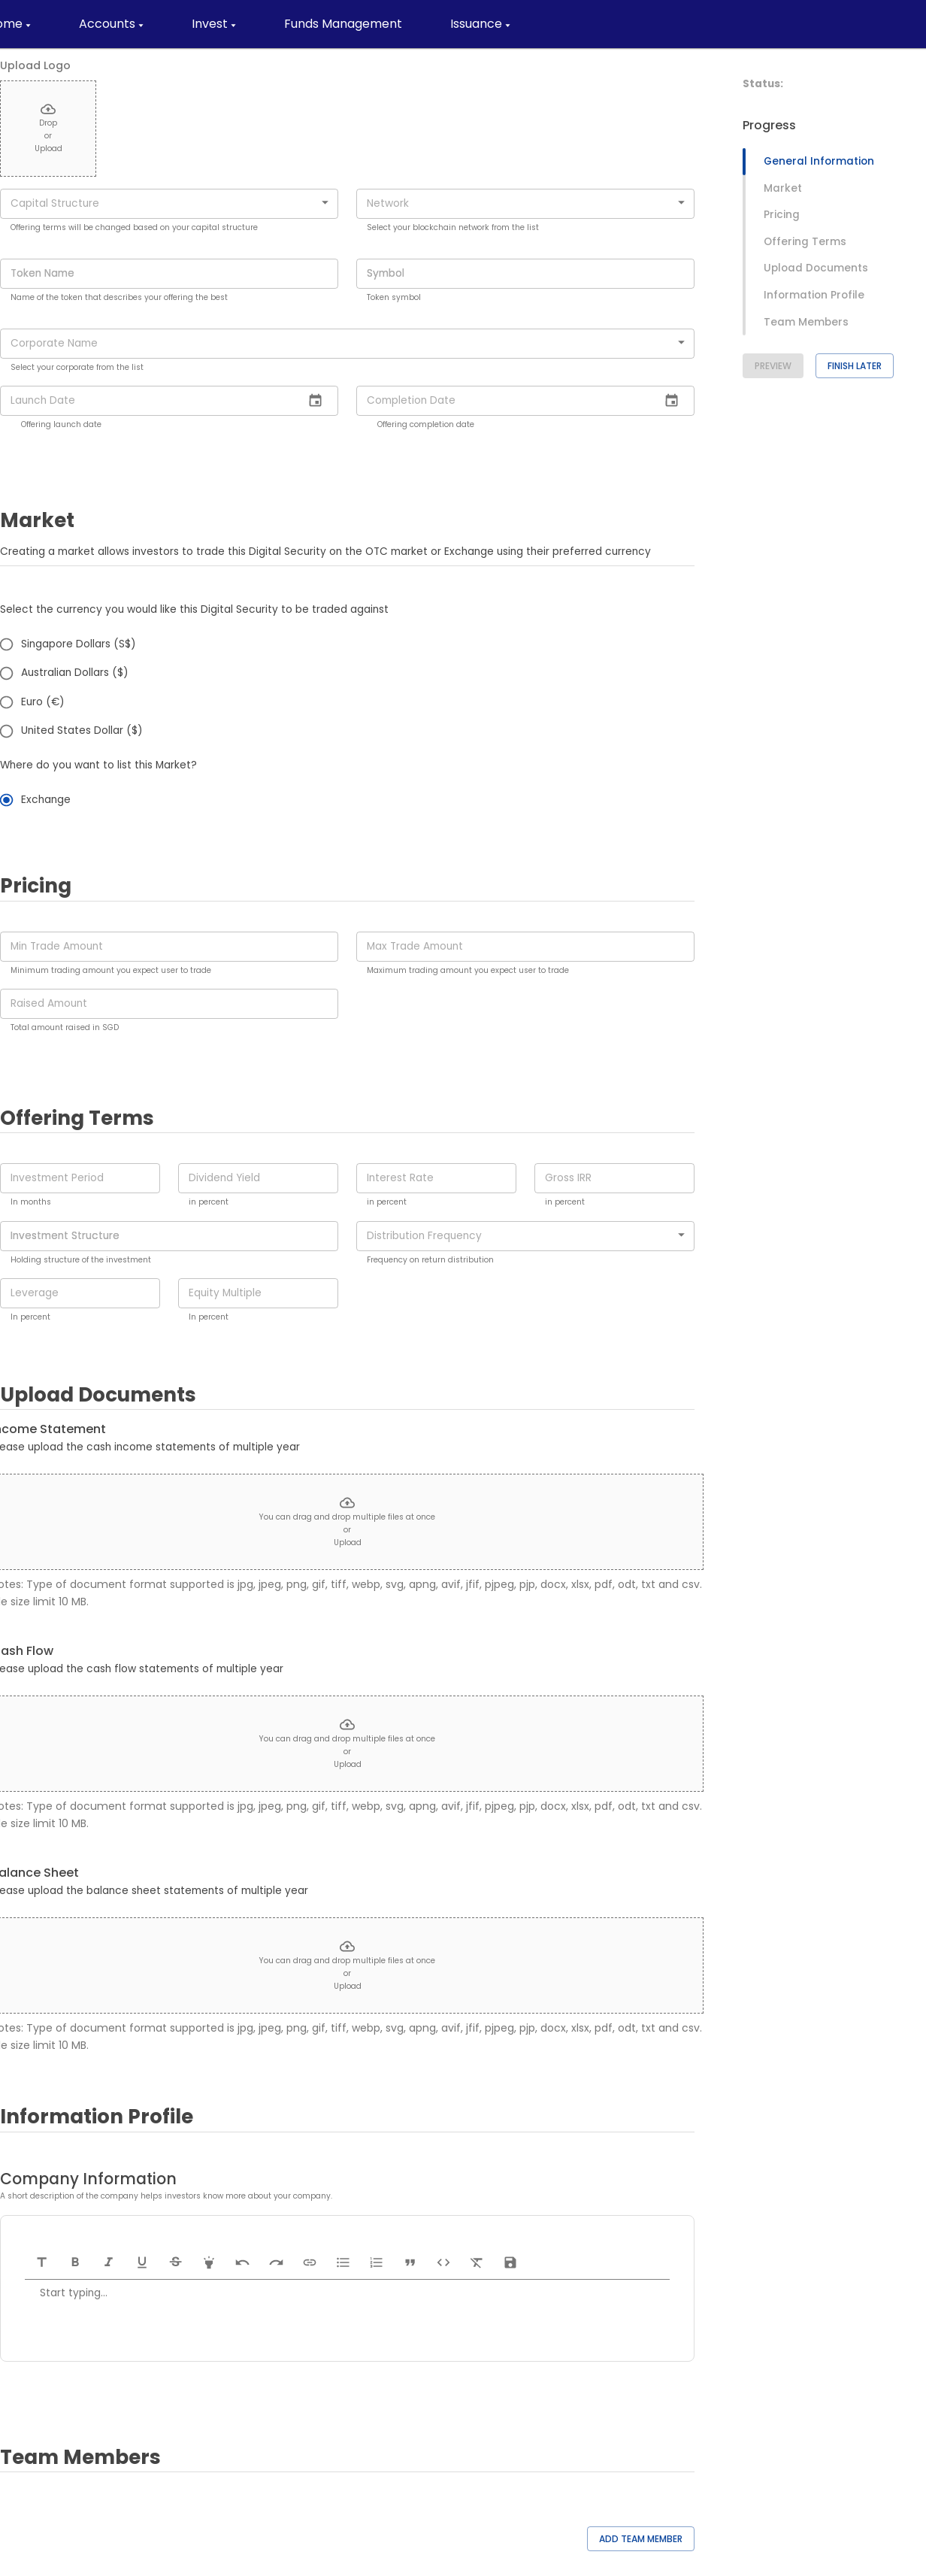 ome Accounts Invest Funds Management Issuance
Upload Logo
Drop
or
Upload
Status:
Progress
General Information
Market
Pricing
Offering Terms
Upload Documents
Information Profile
Team Members
PREVIEW FINISH LATER
Capital Structure Network
Offering terms will be changed based on your capital structure Select your blockchain network from the list
Token Name Symbol
Name of the token that describes your offering the best Token symbol
Corporate Name
Select your corporate from the list
Launch Date Completion Date
Offering launch date Offering completion date
Market
Creating a market allows investors to trade this Digital Security on the OTC market or Exchange using their preferred currency
Select the currency you would like this Digital Security to be traded against
Singapore Dollars (S$)
Australian Dollars ($)
Euro (€)
United States Dollar ($)
Where do you want to list this Market?
Exchange
Pricing
Min Trade Amount Max Trade Amount
Minimum trading amount you expect user to trade Maximum trading amount you expect user to trade
Raised Amount
Total amount raised in SGD
Offering Terms
Investment Period Dividend Yield Interest Rate Gross IRR
In months in percent in percent in percent
Investment Structure Distribution Frequency
Holding structure of the investment Frequency on return distribution
Leverage Equity Multiple
In percent In percent
Upload Documents
ncome Statement
ease upload the cash income statements of multiple year
You can drag and drop multiple files at once
or
Upload
otes: Type of document format supported is jpg, jpeg, png, gif, tiff, webp, svg, apng, avif, jfif, pjpeg, pjp, docx, xlsx, pdf, odt, txt and csv.
e size limit 10 MB.
ash Flow
ease upload the cash flow statements of multiple year
You can drag and drop multiple files at once
or
Upload
otes: Type of document format supported is jpg, jpeg, png, gif, tiff, webp, svg, apng, avif, jfif, pjpeg, pjp, docx, xlsx, pdf, odt, txt and csv.
e size limit 10 MB.
alance Sheet
ease upload the balance sheet statements of multiple year
You can drag and drop multiple files at once
or
Upload
otes: Type of document format supported is jpg, jpeg, png, gif, tiff, webp, svg, apng, avif, jfif, pjpeg, pjp, docx, xlsx, pdf, odt, txt and csv.
e size limit 10 MB.
Information Profile
Company Information
A short description of the company helps investors know more about your company.
Start typing...
Team Members
ADD TEAM MEMBER